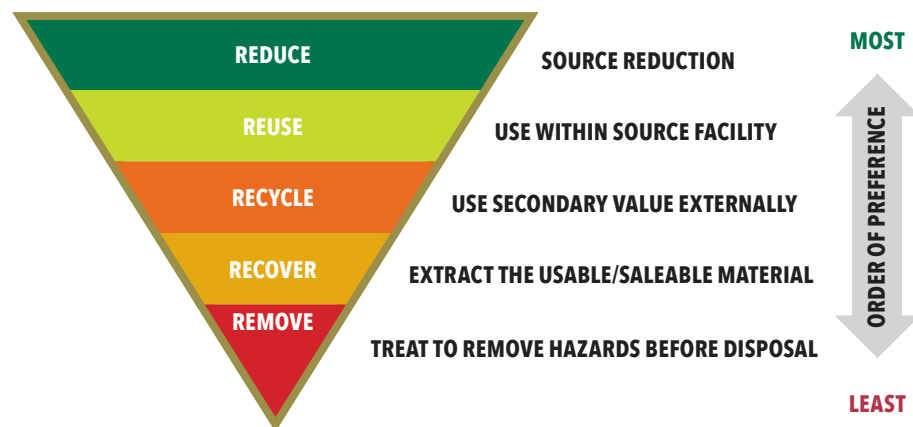 REDUCE
SOURCE REDUCTION
MOST
REUSE
USE WITHIN SOURCE FACILITY
RECYCLE
USE SECONDARY VALUE EXTERNALLY
RECOVER
EXTRACT THE USABLE/SALEABLE MATERIAL
REMOVE
TREAT TO REMOVE HAZARDS BEFORE DISPOSAL
ORDER OF PREFERENCE
LEAST